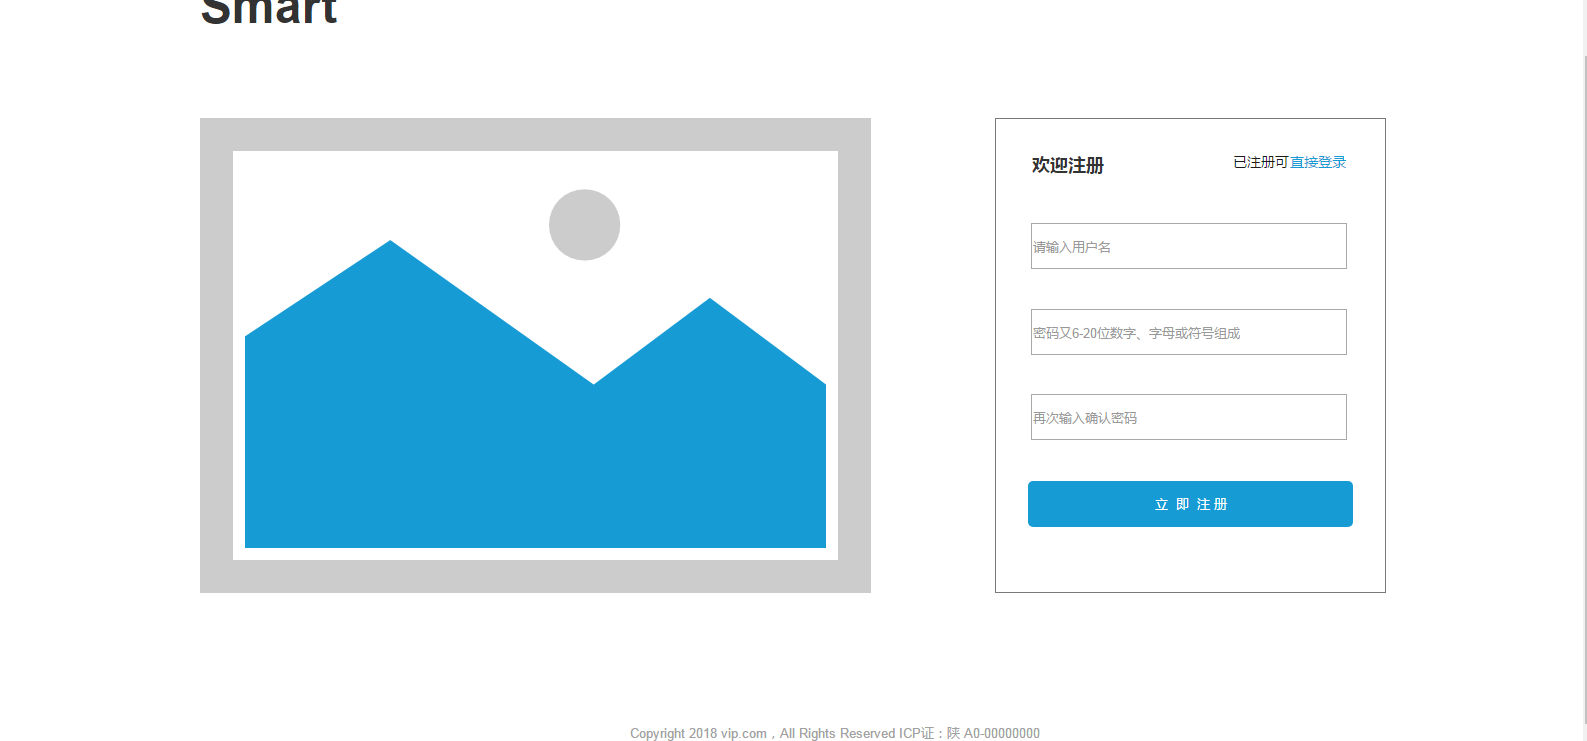 Smart
欢迎注册
已注册可直接登录
请输入用户名
密码又6-20位数字、字母或符号组成
再次输入确认密码
立 即 注 册
Copyright 2018 vip.com，All Rights Reserved ICP证：陕 A0-00000000